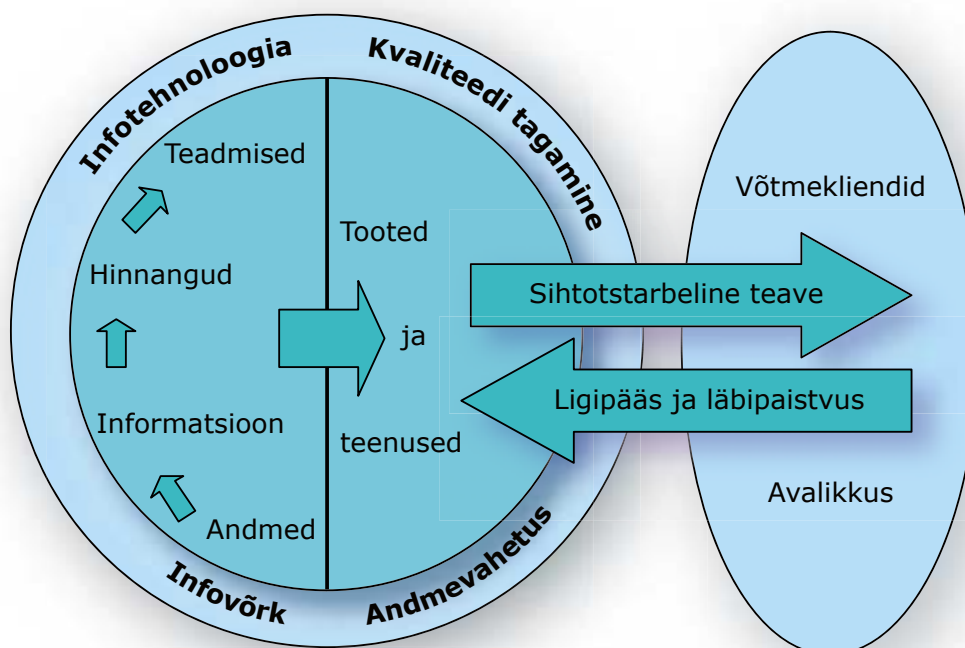 Infotehnoloogia
Kvaliteedi tagamine
Teadmised
Hinnangud
Informatsioon
Andmed
Tooted
ja
teenused
Infovõrk
Andmevahetus
Võtmekliendid
Sihtotstarbeline teave
Ligipääs ja läbipaistvus
Avalikkus